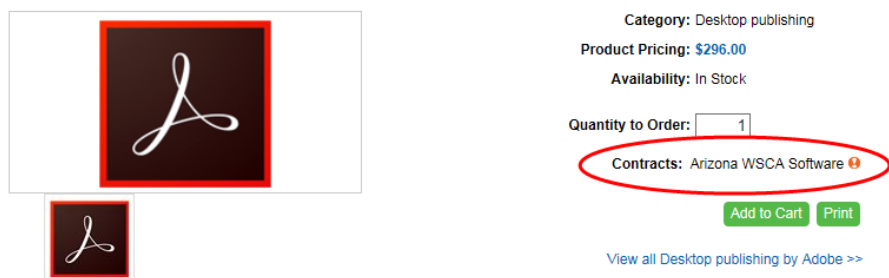 Category: Desktop publishing
Product Pricing: $296.00
Availability: In Stock
Quantity to Order: 1
Contracts: Arizona WSCA Software
Add to Cart Print
View all Desktop publishing by Adobe >>